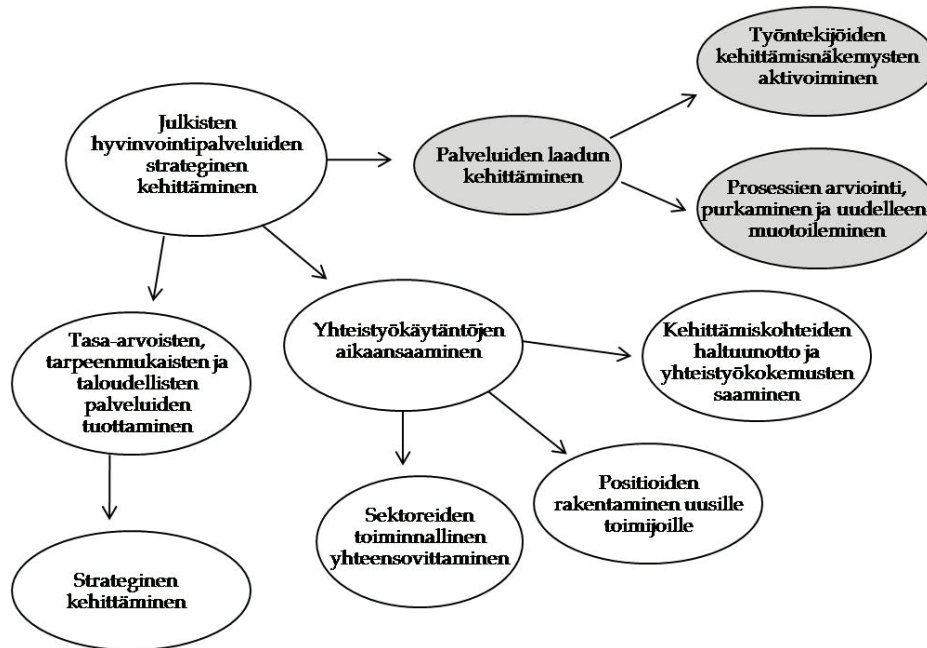 Työntekijöiden
kehittämisnäkemysten
aktivoiminen
Julkisten
hyvinvointipalveluiden
strateginen
kehittäminen
Palveluiden laadun
kehittäminen
Prosessien arviointi,
purkaminen ja uudelleen
muotoileminen
Tasa-arvoisten,
tarpeenmukaisten ja
taloudellisten
palveluiden
tuottaminen
Yhteistyökäytäntöjen
aikaansaaminen
Kehittämiskohteiden
haltuunotto ja
yhteistyökokemusten
saaminen
Positioiden
rakentaminen uusille
toimijoille
Sektoreiden
toiminnallinen
yhteensovittaminen
Strateginen
kehittäminen